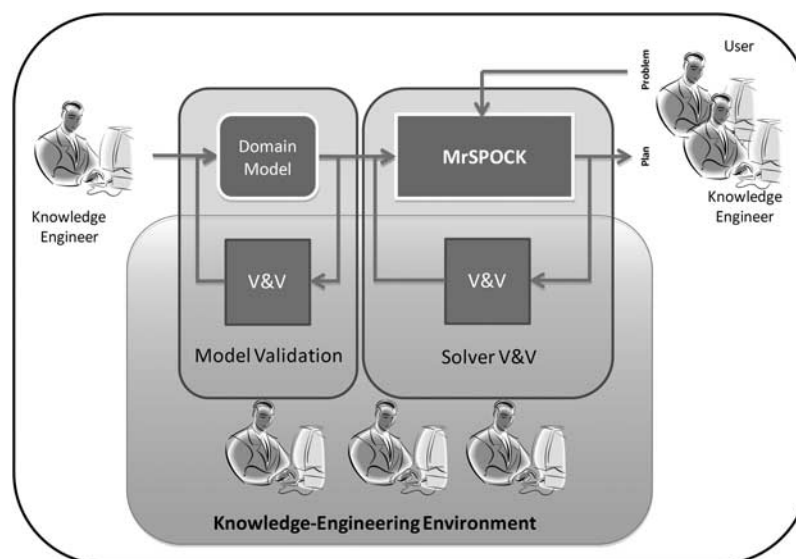 User
Problem
Domain
Model
MrSPOCK
Plan
Knowledge
Engineer
Knowledge
Engineer
V&V
V&V
Model Validation
Solver V&V
Knowledge-Engineering Environment